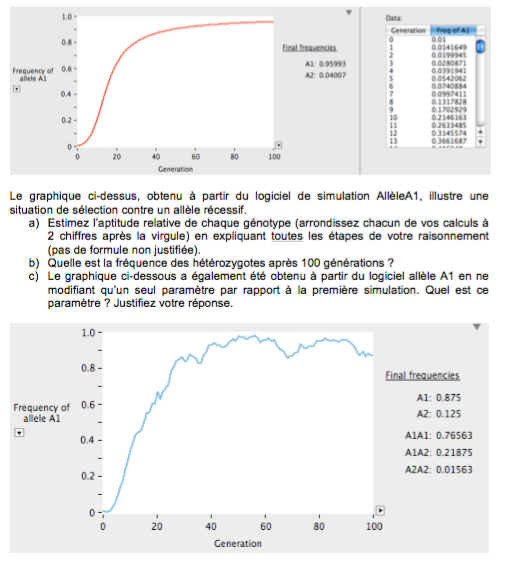 Data:
Generation Freq of A1
0 0.01
1 0.0141649
2 0.0199945
3 0.0280871
4 0.0391941
5 0.0542062
6 0.0740884
7 0.0997411
8 0.1317828
9 0.1702929
10 0.2146163
11 0.2633485
12 0.3145574
13 0.3661687
1.0
0.8
0.6
0.4
0.2
0
Frequency of
allele A1
0 20 40 60 80 100
Generation
Final frequencies
A1: 0.95993
A2: 0.04007
Le graphique ci-dessus, obtenu à partir du logiciel de simulation AllèleA1, illustre une
situation de sélection contre un allèle récessif.
a) Estimez l'aptitude relative de chaque génotype (arrondissez chacun de vos calculs à
2 chiffres après la virgule) en expliquant toutes les étapes de votre raisonnement
(pas de formule non justifiée).
b) Quelle est la fréquence des hétérozygotes après 100 générations ?
c) Le graphique ci-dessous a également été obtenu à partir du logiciel allèle A1 en ne
modifiant qu'un seul paramètre par rapport à la première simulation. Quel est ce
paramètre ? Justifiez votre réponse.
1.0
0.8
0.6
0.4
0.2
0
Frequency of
allele A1
0 20 40 60 80 100
Generation
Final frequencies
A1: 0.875
A2: 0.125
A1A1: 0.76563
A1A2: 0.21875
A2A2: 0.01563